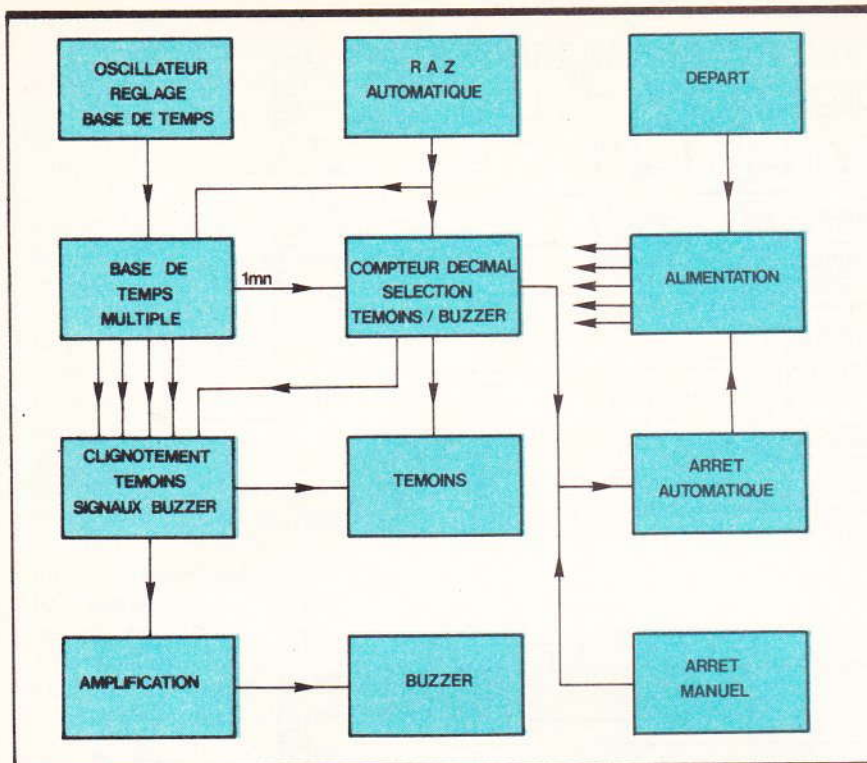 OSCILLATEUR
REGLAGE
BASE DE TEMPS
R A Z
AUTOMATIQUE
DEPART
BASE DE
TEMPS
MULTIPLE
1mn
COMPTEUR DECIMAL
SELECTION
TEMOINS / BUZZER
ALIMENTATION
CLIGNOTEMENT
TEMOINS
SIGNAUX BUZZER
TEMOINS
ARRET
AUTOMATIQUE
AMPLIFICATION
BUZZER
ARRET
MANUEL